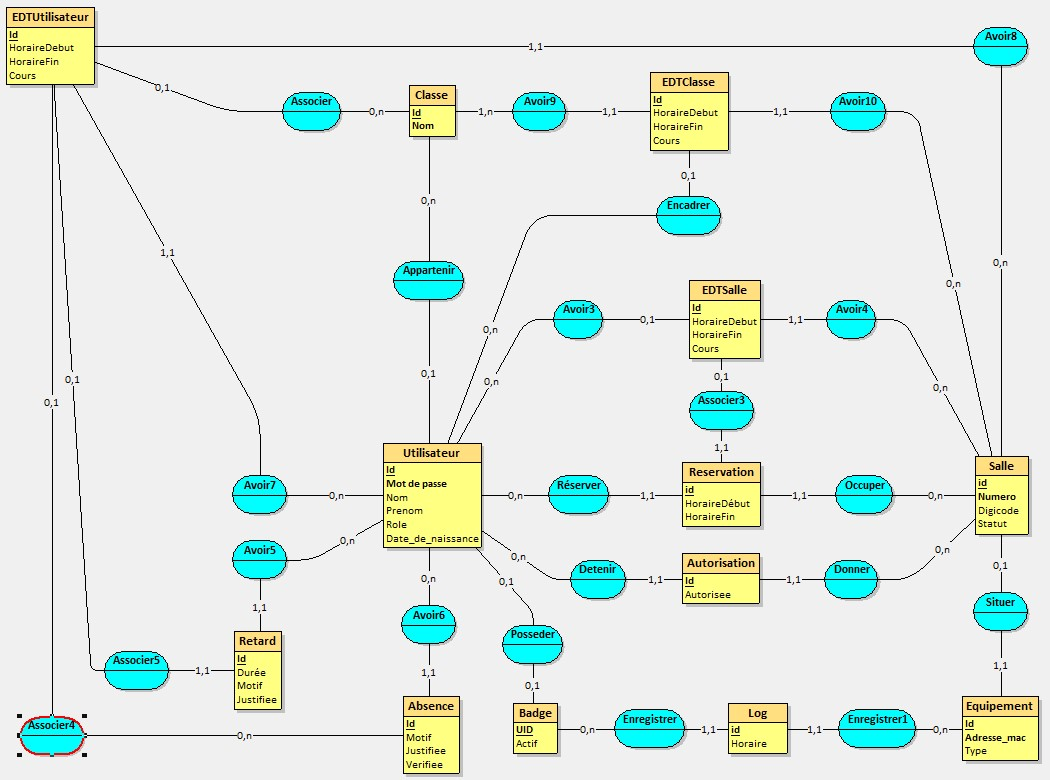 EDTUtilisateur
Id
HoraireDebut
HoraireFin
Cours
1,1
Avoir8
0,1
Associer
0,n
Classe
Id
Nom
1,n
Avoir9
1,1
EDTClasse
Id
HoraireDebut
HoraireFin
Cours
1,1
Avoir10
0,1
0,n
Encadrer
1,1
0,n
0,n
Appartenir
EDTSalle
Id
HoraireDebut
HoraireFin
Cours
0,n
Avoir3
0,1
1,1
Avoir4
0,1
0,1
0,1
0,n
0,1
0,n
Associer3
Utilisateur
Id
Mot de passe
Nom
Prenom
Role
Date_de_naissance
1,1
Reservation
id
HoraireDébut
HoraireFin
Salle
id
Numero
Digicode
Statut
Avoir7
0,n
0,n
Réserver
1,1
1,1
Occuper
0,n
Avoir5
0,n
0,n
0,n
Detenir
1,1
Autorisation
Id
Autorisee
1,1
Donner
0,n
0,1
0,1
1,1
Avoir6
Posseder
Situer
Retard
Id
Durée
Motif
Justifiee
Associer5
1,1
1,1
0,1
1,1
Associer4
0,n
Absence
Id
Motif
Justifiee
Verifiee
Badge
UID
Actif
0,n
Enregistrer
1,1
Log
id
Horaire
1,1
Enregistrer1
0,n
Equipement
Id
Adresse_mac
Type